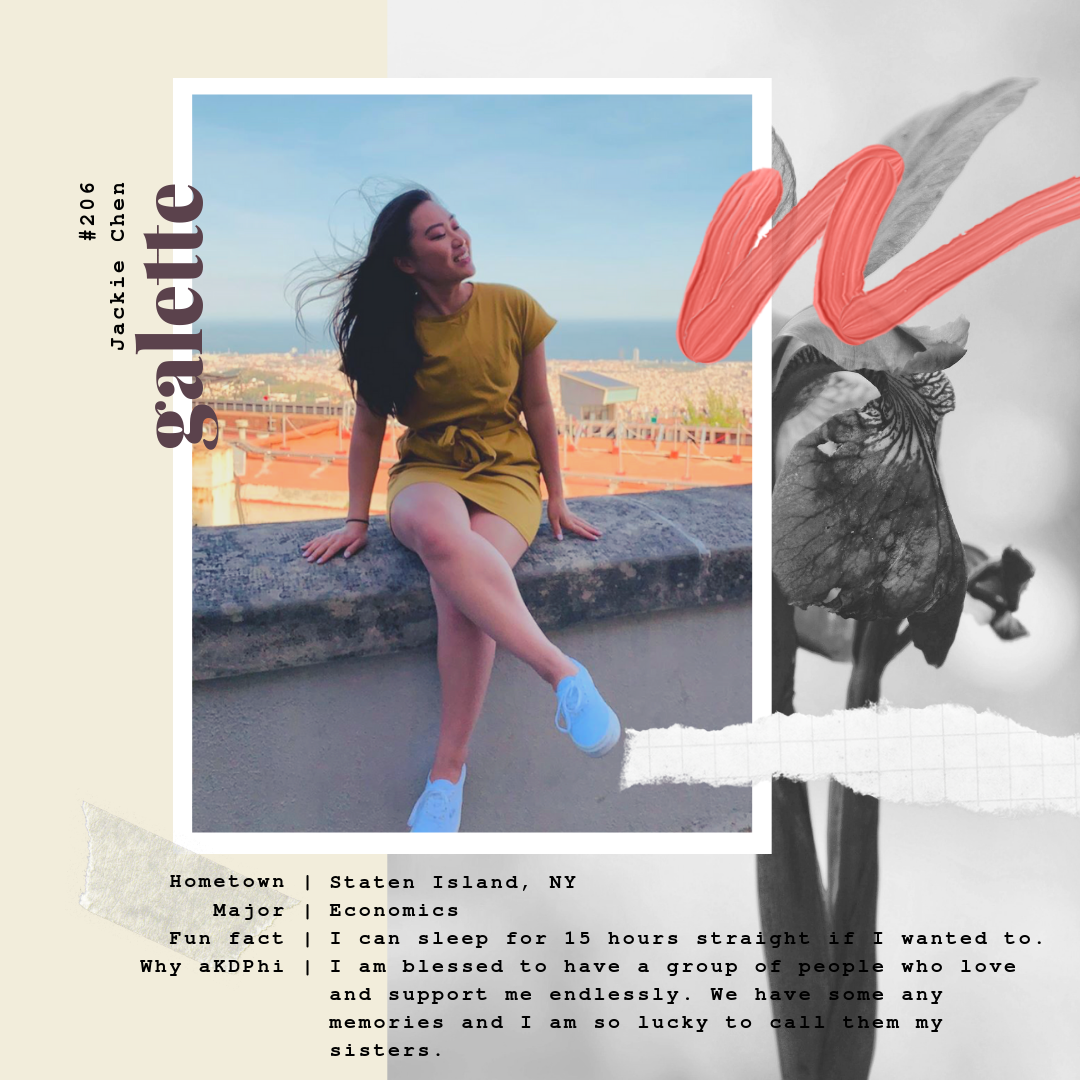 #206
Jackie Chen
galette
Hometown | Staten Island, NY
Major | Economics
Fun fact | I can sleep for 15 hours straight if I wanted to.
Why aKDPhi | I am blessed to have a group of people who love
and support me endlessly. We have some any
memories and I am so lucky to call them my
sisters.